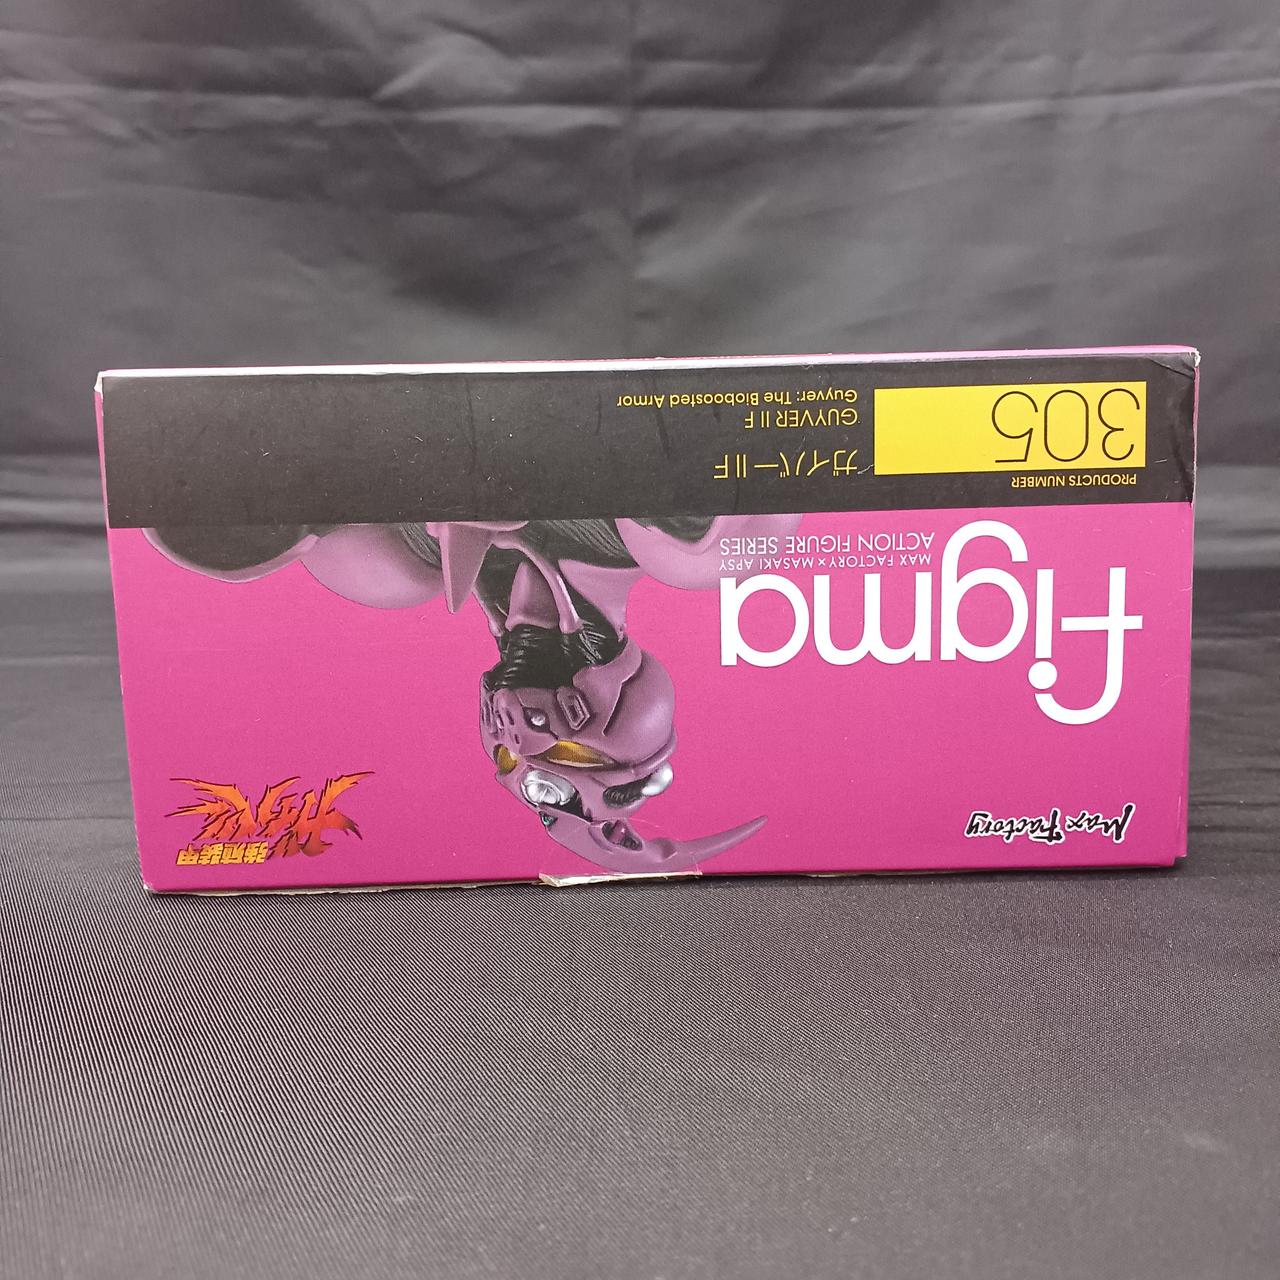 Max Factory
強殖装甲
ガイバー
figma
MAX FACTORY × MASAKI APSY
ACTION FIGURE SERIES
PRODUCTS NUMBER
305
ガイバーII F
GUYVER II F
Guyver: The Bioboosted Armor